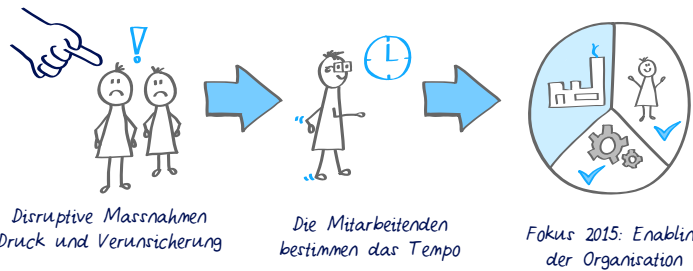 Disruptive Massnahmen
Druck und Verunsicherung
Die Mitarbeitenden
bestimmen das Tempo
Fokus 2015: Enablin
der Organisation